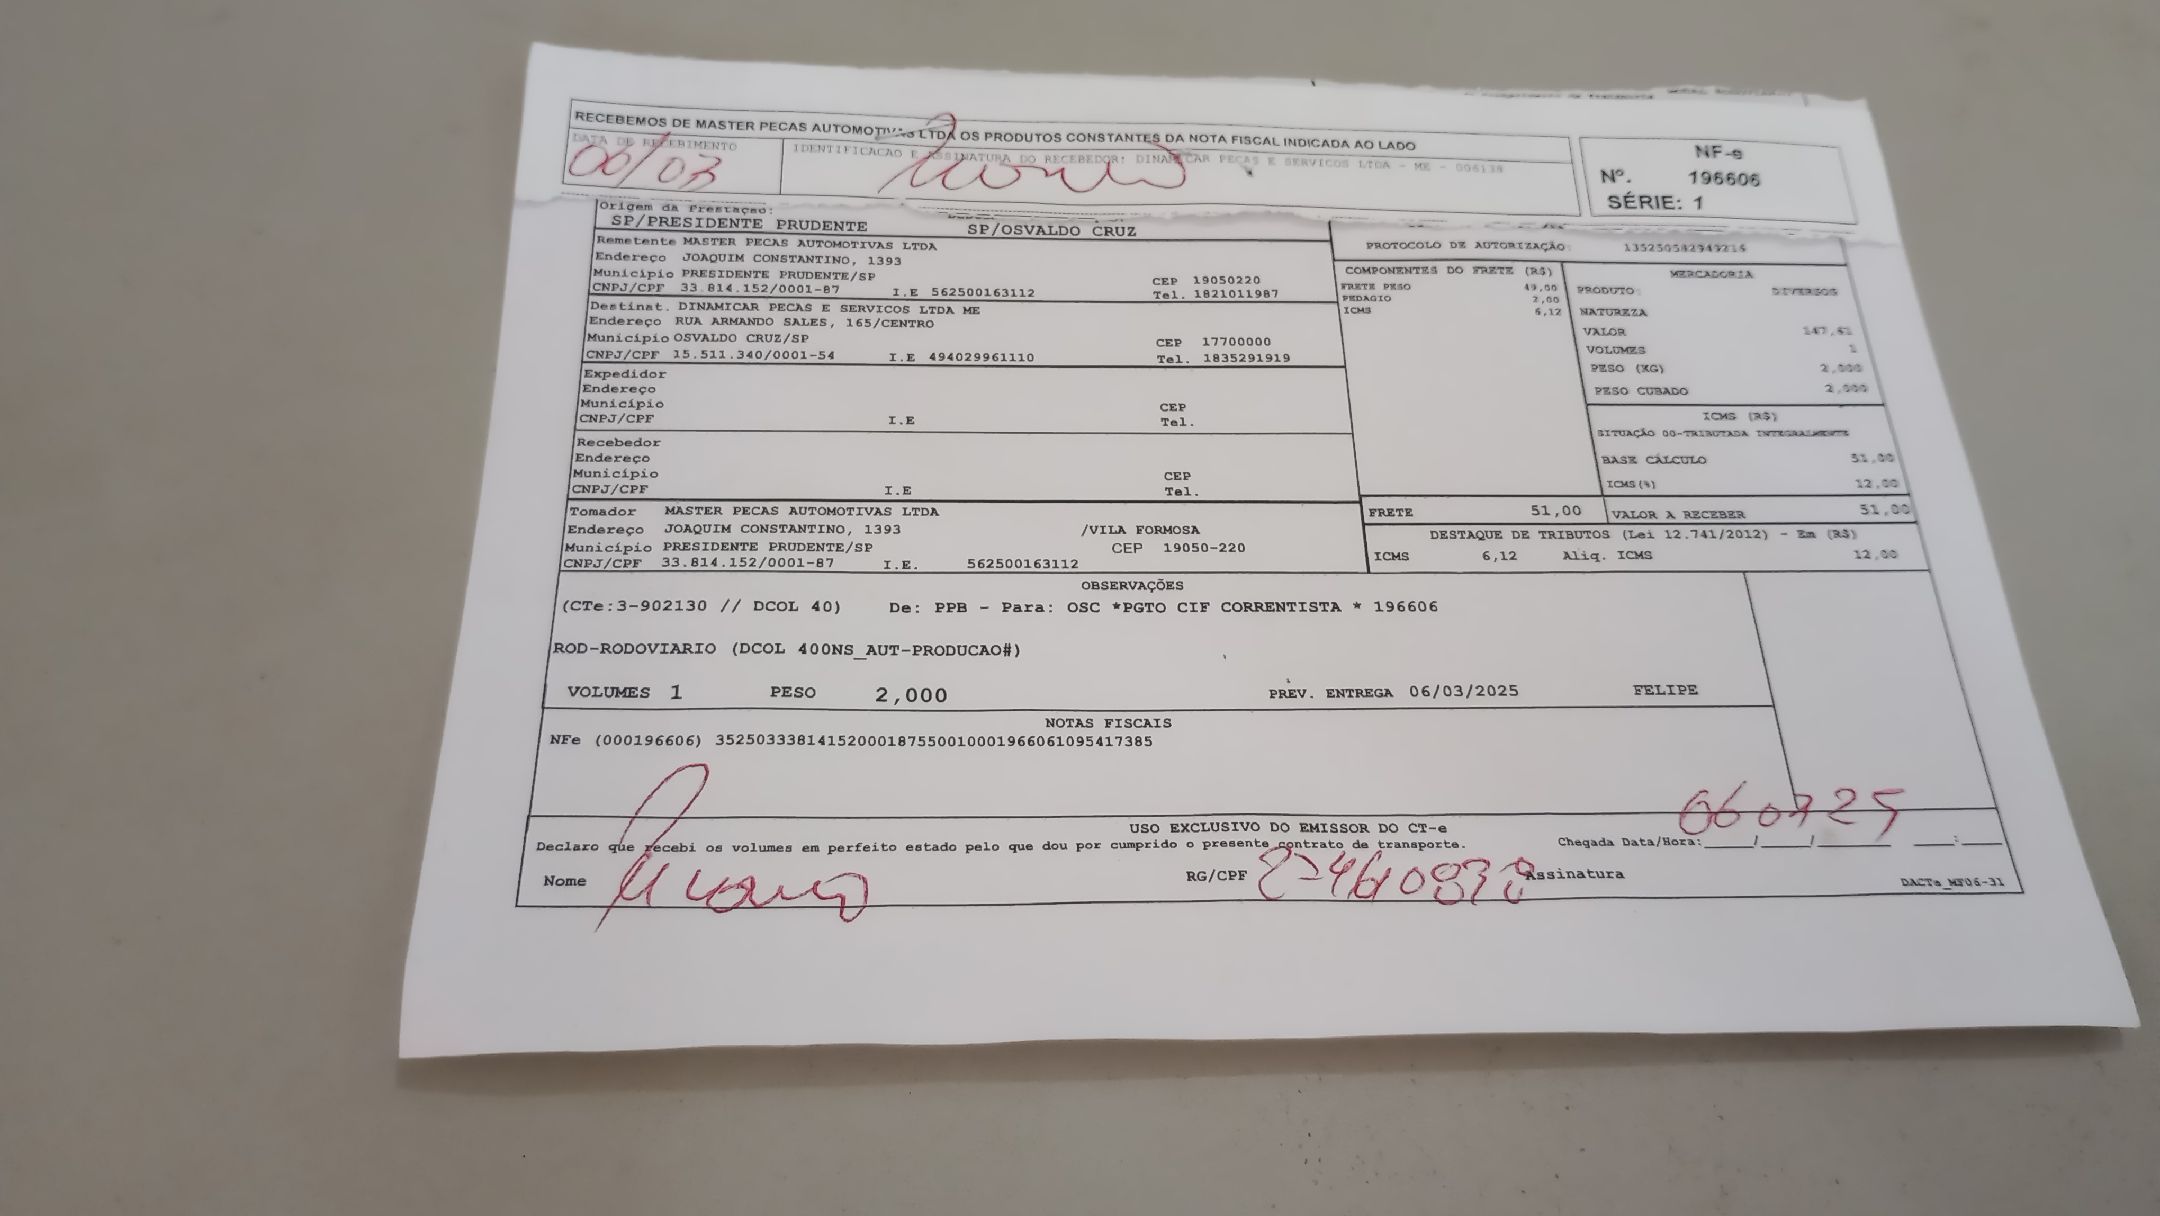 RECEBEMOS DE MASTER PECAS AUTOMOTIVAS LTDA OS PRODUTOS CONSTANTES DA NOTA FISCAL INDICADA AO LADO
DATA DE RECEBIMENTO
06/03
IDENTIFICACAO E ASSINATURA DO RECEBEDOR: DINAMICAR PECAS E SERVICOS LTDA - ME - 006138
NF-e
Nº. 196606
SÉRIE: 1
Origem da Prestação:
SP/PRESIDENTE PRUDENTE SP/OSVALDO CRUZ
Remetente MASTER PECAS AUTOMOTIVAS LTDA
Endereco JOAQUIM CONSTANTINO, 1393
Município PRESIDENTE PRUDENTE/SP CEP 19050220
CNPJ/CPF 33.814.152/0001-87 I.E 562500163112 Tel. 1821011987
Destinat. DINAMICAR PECAS E SERVICOS LTDA ME
Endereço RUA ARMANDO SALES, 165/CENTRO
Município OSVALDO CRUZ/SP CEP 17700000
CNPJ/CPF 15.511.340/0001-54 I.E 494029961110 Tel. 1835291919
Expedidor
Endereço
Município CEP
CNPJ/CPF I.E Tel.
Recebedor
Endereço
Município CEP
CNPJ/CPF I.E Tel.
Tomador MASTER PECAS AUTOMOTIVAS LTDA
Endereco JOAQUIM CONSTANTINO, 1393 /VILA FORMOSA
Município PRESIDENTE PRUDENTE/SP CEP 19050-220
CNPJ/CPF 33.814.152/0001-87 I.E. 562500163112
PROTOCOLO DE AUTORIZAÇÃO:
COMPONENTES DO FRETE (R$)
FRETE PESO 49,00
PEDAGIO 2,00
ICMS 6,12
MERCADORIA
PRODUTO: DIVERSOS
NATUREZA
VALOR
VOLUMES 1
PESO (KG) 2,000
PESO CUBADO 2,000
ICMS (R$)
SITUAÇÃO 00-TRIBUTADA INTEGRALMENTE
BASE CÁLCULO 51,00
ICMS(%) 12,00
FRETE 51,00 VALOR A RECEBER 51,00
DESTAQUE DE TRIBUTOS (Lei 12.741/2012) - Em (R$)
ICMS 6,12 Aliq. ICMS 12,00
OBSERVAÇÕES
(CTe:3-902130 // DCOL 40) De: PPB - Para: OSC *PGTO CIF CORRENTISTA * 196606
ROD-RODOVIARIO (DCOL 400NS_AUT-PRODUCAO#)
VOLUMES 1 PESO 2,000 PREV. ENTREGA 06/03/2025 FELIPE
NOTAS FISCAIS
NFe (000196606) 35250333814152000187550010001966061095417385
USO EXCLUSIVO DO EMISSOR DO CT-e
Declaro que recebi os volumes em perfeito estado pelo que dou por cumprido o presente contrato de transporte.
Chegada Data/Hora:____/____/______ ___:___
Nome
RG/CPF
Assinatura
DACTe_MF06-31